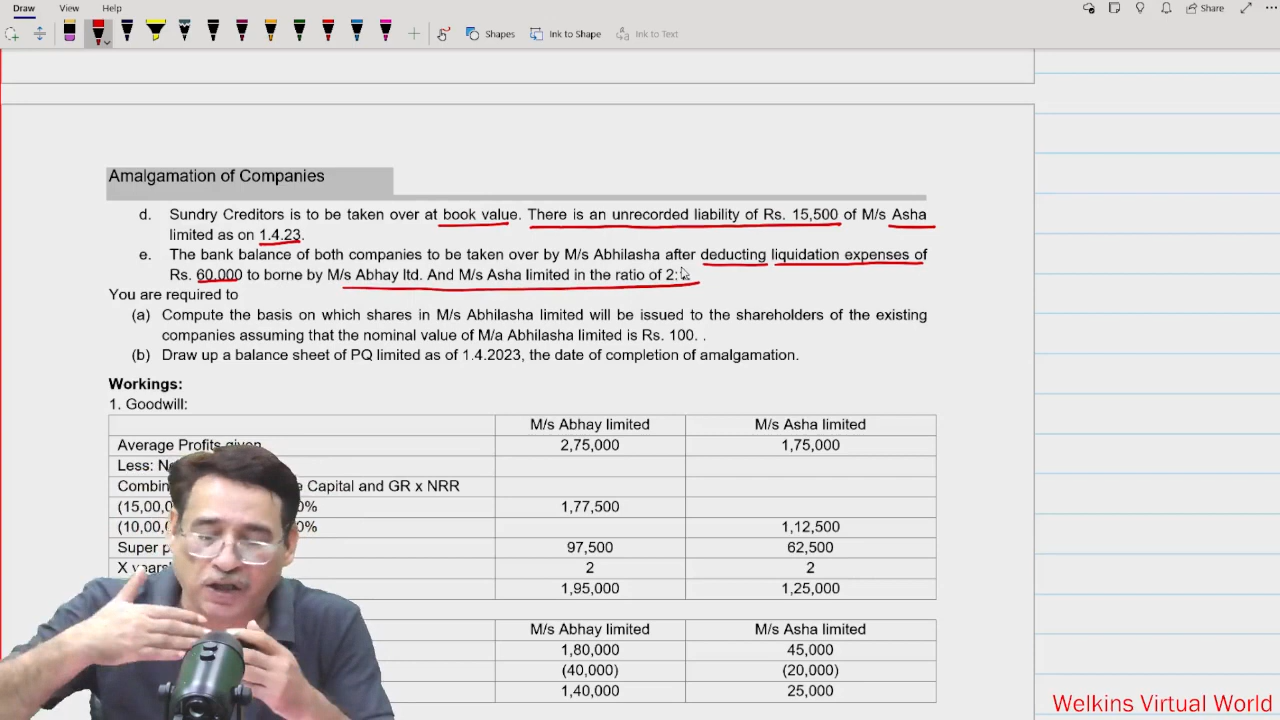 Draw View Help
Share
Shapes Ink to Shape Ink to Text
Amalgamation of Companies
d. Sundry Creditors is to be taken over at book value. There is an unrecorded liability of Rs. 15,500 of M/s Asha
limited as on 1.4.23.
e. The bank balance of both companies to be taken over by M/s Abhilasha after deducting liquidation expenses of
Rs. 60,000 to borne by M/s Abhay ltd. And M/s Asha limited in the ratio of 2:
You are required to
(a) Compute the basis on which shares in M/s Abhilasha limited will be issued to the shareholders of the existing
companies assuming that the nominal value of M/a Abhilasha limited is Rs. 100. .
(b) Draw up a balance sheet of PQ limited as of 1.4.2023, the date of completion of amalgamation.
Workings:
1. Goodwill:
M/s Abhay limited M/s Asha limited
Average Profits given 2,75,000 1,75,000
Less:
Capital and GR x NRR
1,77,500
1,12,500
Super 97,500 62,500
X 2 2
1,95,000 1,25,000
M/s Abhay limited M/s Asha limited
1,80,000 45,000
(40,000) (20,000)
1,40,000 25,000
Welkins Virtual World